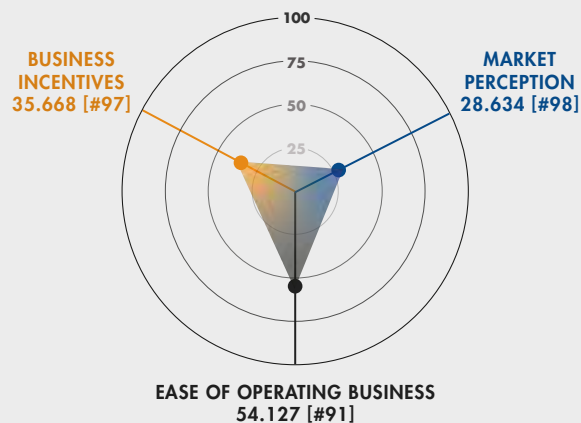 100
75
50
25
BUSINESS
INCENTIVES
35.668 [#97]
MARKET
PERCEPTION
28.634 [#98]
EASE OF OPERATING BUSINESS
54.127 [#91]